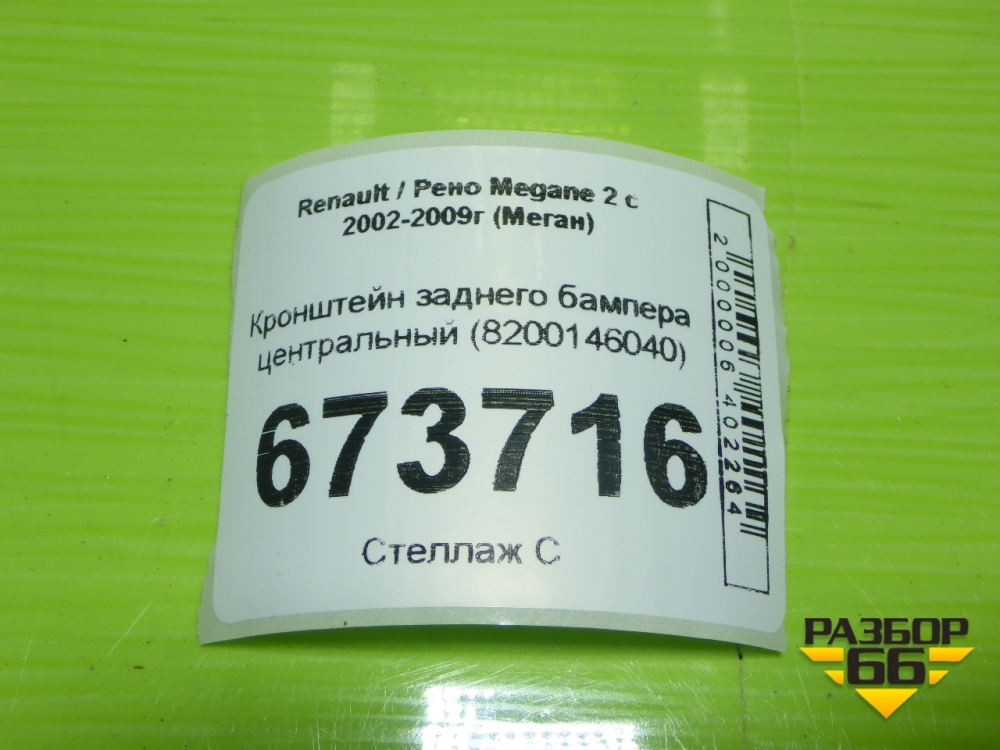 Renault / Рено Megane 2 с
2002-2009г (Меган)
Кронштейн заднего бампера
центральный (8200146040)
673716
Стеллаж С
2000006402264
РАЗБОР
66